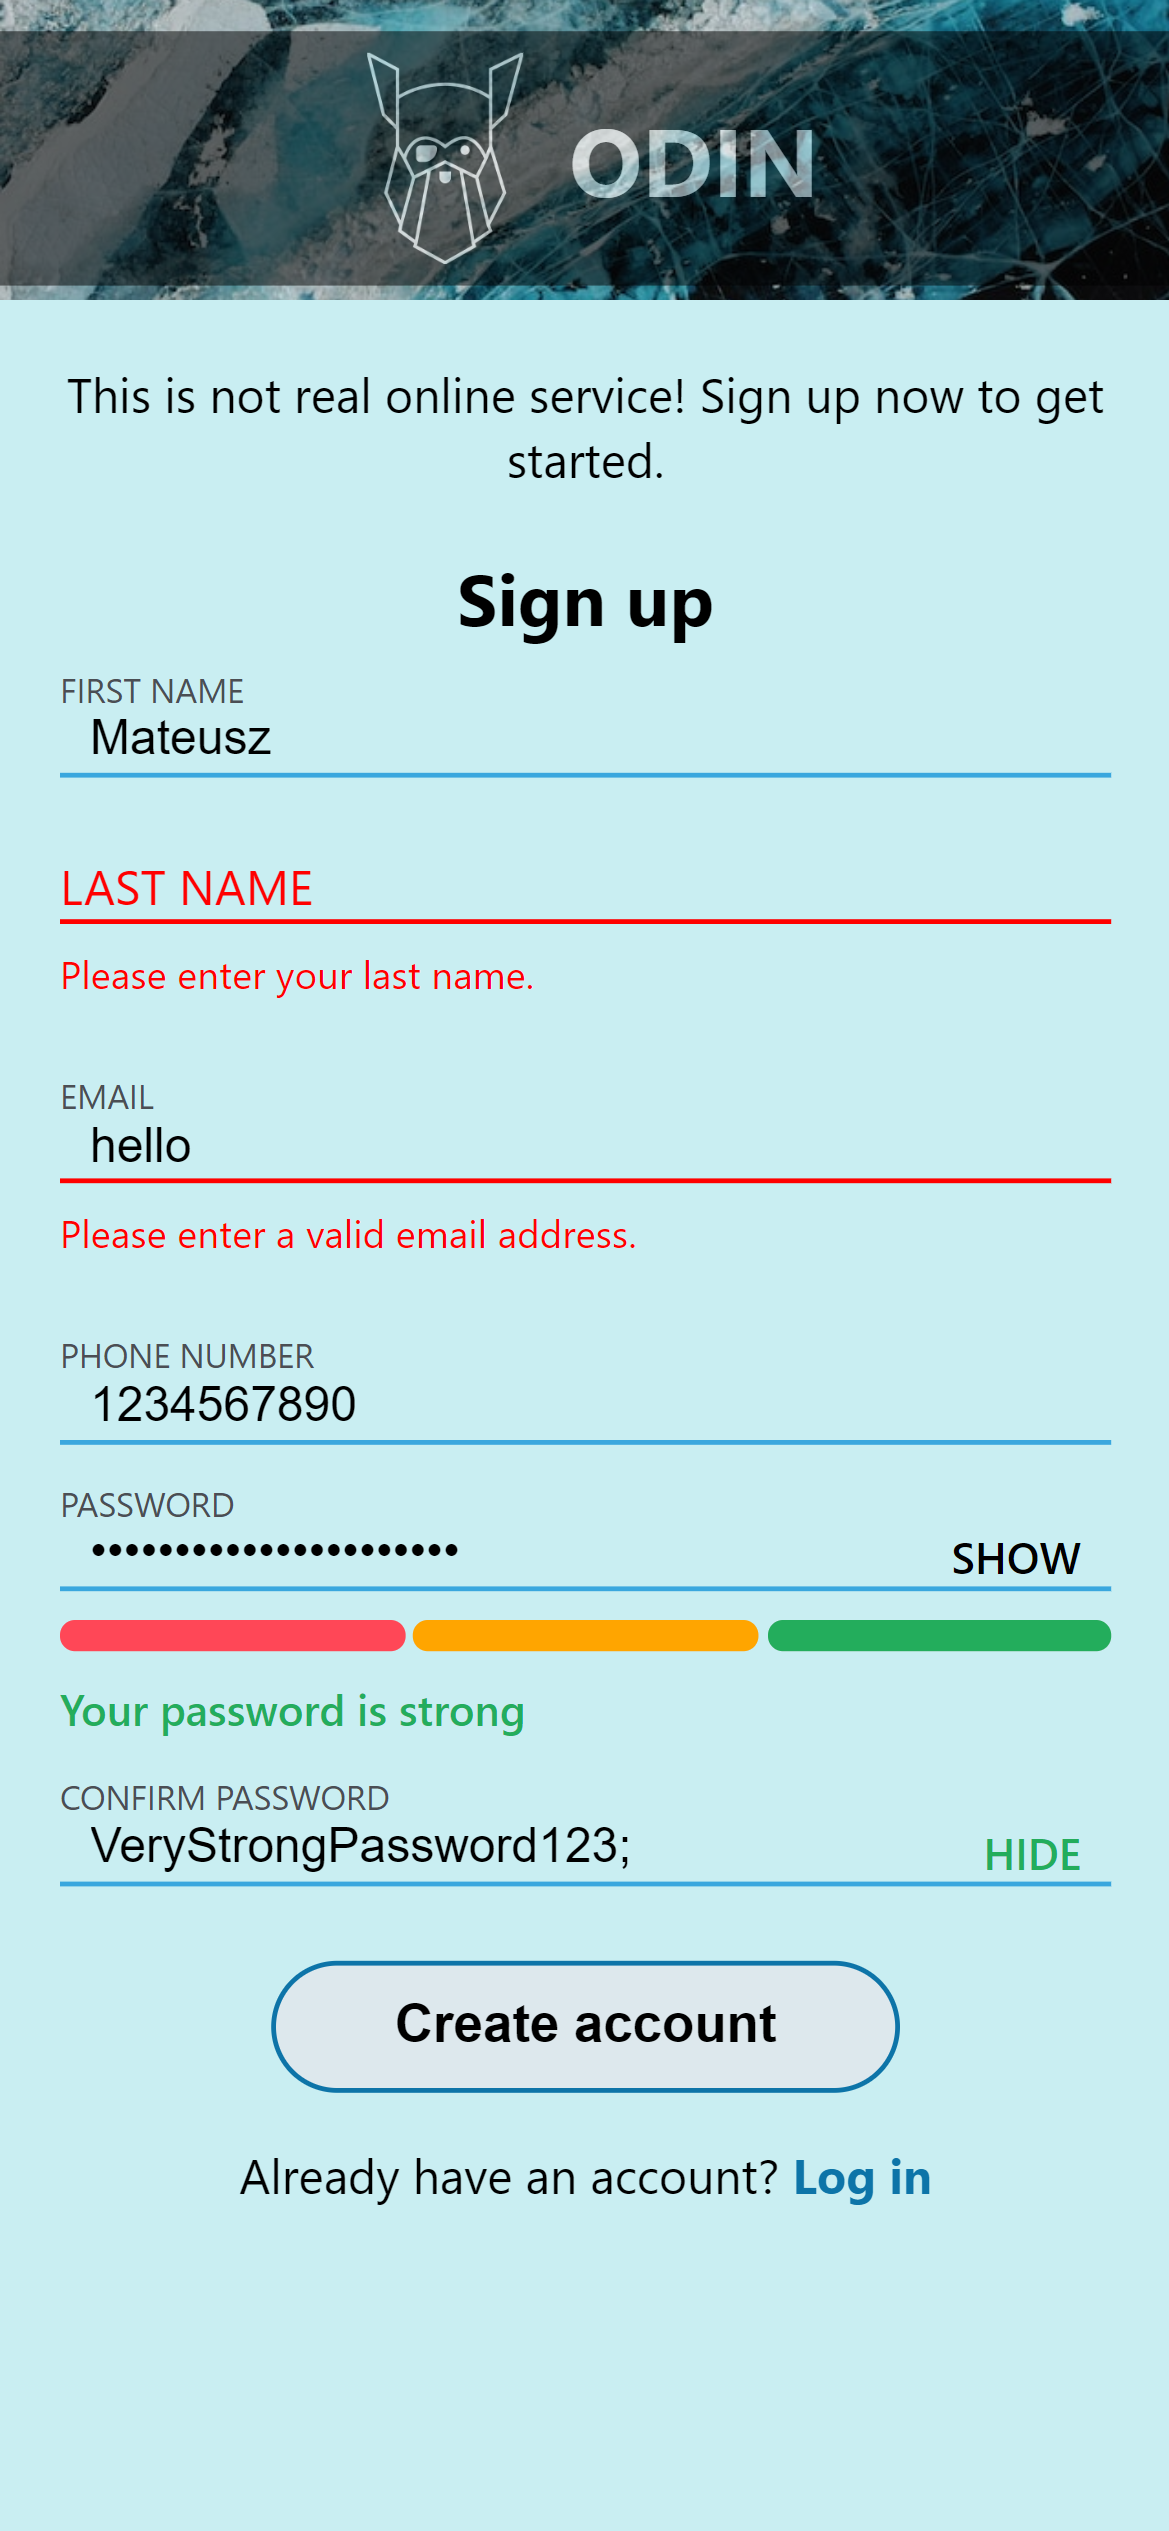 ODIN
This is not real online service! Sign up now to get
started.
Sign up
FIRST NAME
Mateusz
LAST NAME
Please enter your last name.
EMAIL
hello
Please enter a valid email address.
PHONE NUMBER
1234567890
PASSWORD
•••••••••••••••••••••• SHOW
Your password is strong
CONFIRM PASSWORD
VeryStrongPassword123; HIDE
Create account
Already have an account? Log in